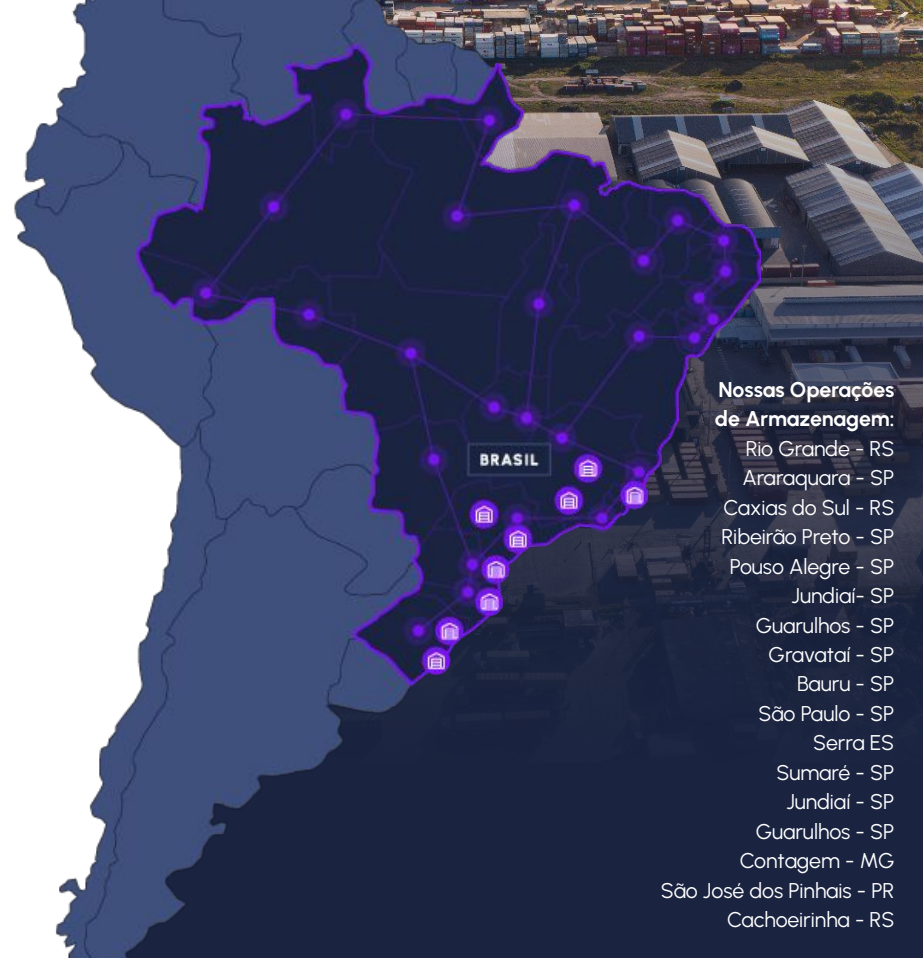 BRASIL
Nossas Operações
de Armazenagem:
Rio Grande - RS
Araraquara - SP
Caxias do Sul - RS
Ribeirão Preto - SP
Pouso Alegre - SP
Jundiaí- SP
Guarulhos - SP
Gravataí - SP
Bauru - SP
São Paulo - SP
Serra ES
Sumaré - SP
Jundiaí - SP
Guarulhos - SP
Contagem - MG
São José dos Pinhais - PR
Cachoeirinha - RS